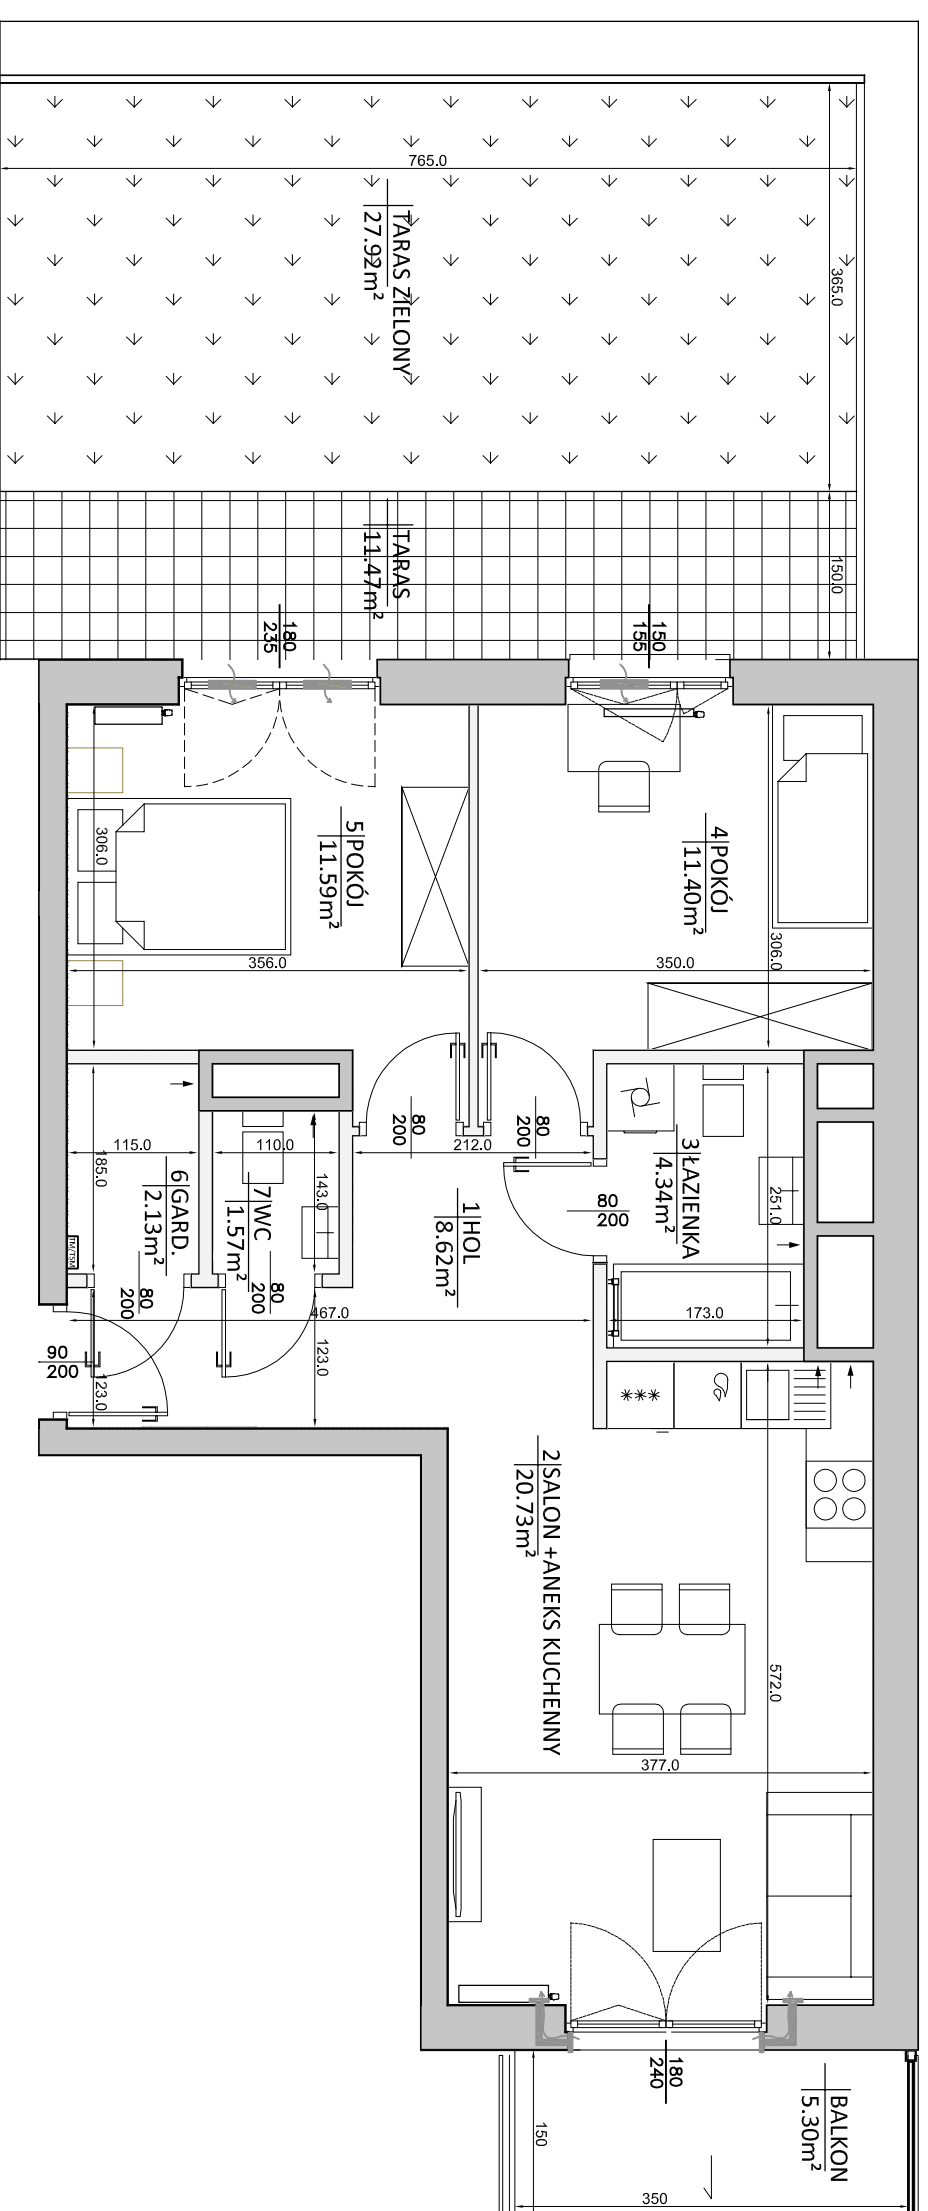 765.0
365.0
TARAS ZIELONY
27.92m²
150.0
TARAS
11.47m²
180
235
150
155
306.0
5 POKÓJ
11.59m²
4 POKÓJ
11.40m²
306.0
356.0
350.0
80
200
80
200
115.0
110.0
212.0
185.0
143.0
251.0
6 GARD.
2.13m²
7 WC
1.57m²
1 HOL
8.62m²
3 ŁAZIENKA
4.34m²
80
200
TM/TSM
80
200
80
200
467.0
173.0
90
200
123.0
123.0
2 SALON +ANEKS KUCHENNY
20.73m²
572.0
377.0
180
240
BALKON
5.30m²
150
350